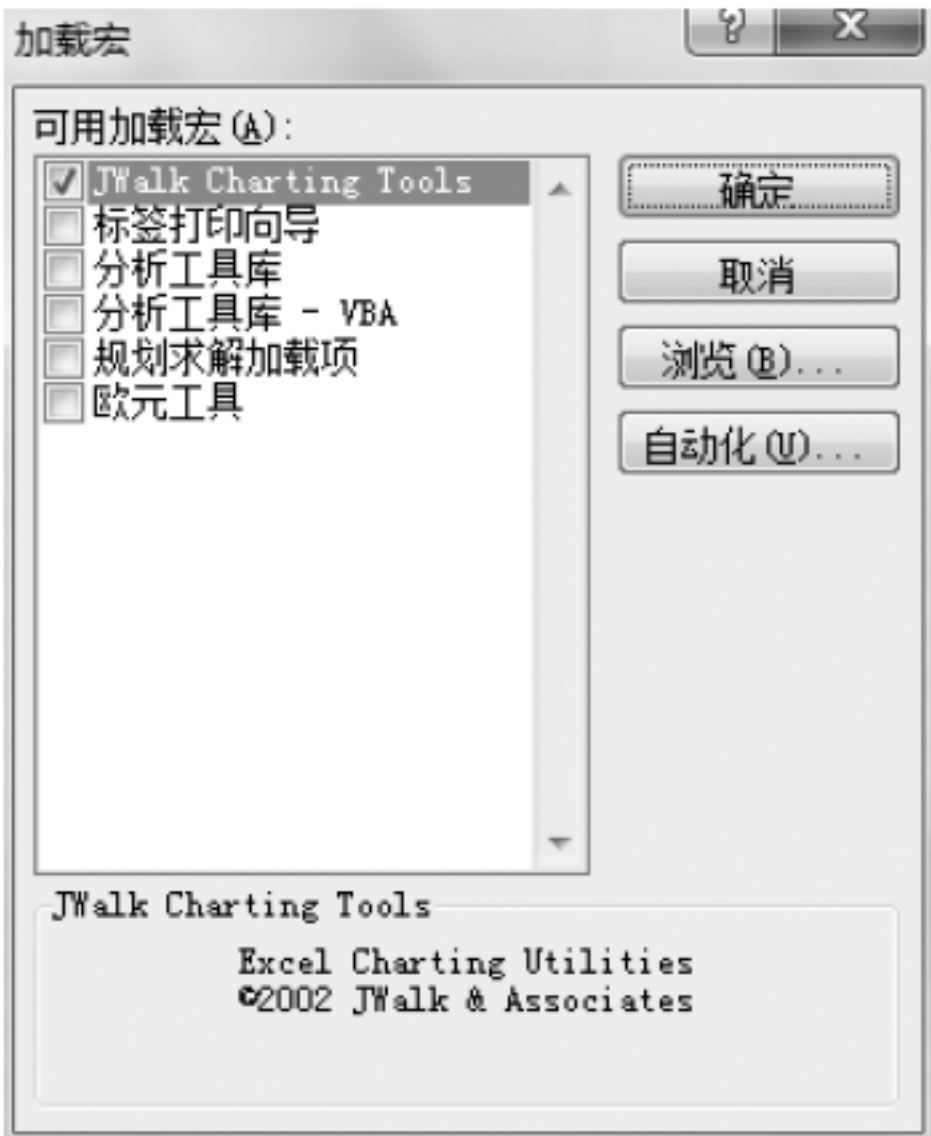 加载宏
可用加载宏(A):
JWalk Charting Tools
标签打印向导
分析工具库
分析工具库 - VBA
规划求解加载项
欧元工具
确定
取消
浏览(B)...
自动化(U)...
JWalk Charting Tools
Excel Charting Utilities
©2002 JWalk & Associates